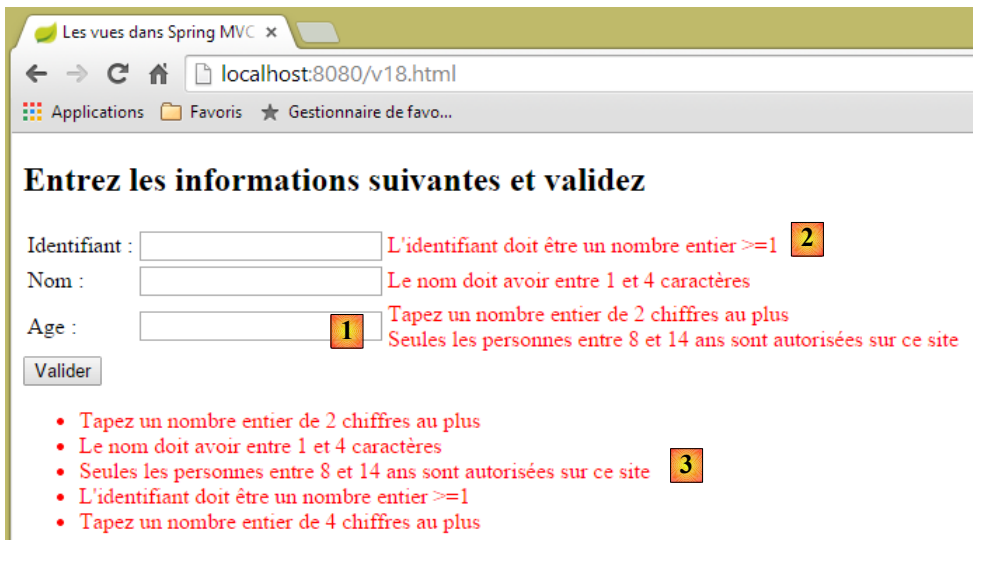 Les vues dans Spring MVC ×
localhost:8080/v18.html
Applications Favoris Gestionnaire de favo...
Entrez les informations suivantes et validez
Identifiant : L'identifiant doit être un nombre entier >=1 2
Nom : Le nom doit avoir entre 1 et 4 caractères
Age : 1 Tapez un nombre entier de 2 chiffres au plus
Seules les personnes entre 8 et 14 ans sont autorisées sur ce site
Valider
• Tapez un nombre entier de 2 chiffres au plus
• Le nom doit avoir entre 1 et 4 caractères
• Seules les personnes entre 8 et 14 ans sont autorisées sur ce site 3
• L'identifiant doit être un nombre entier >=1
• Tapez un nombre entier de 4 chiffres au plus